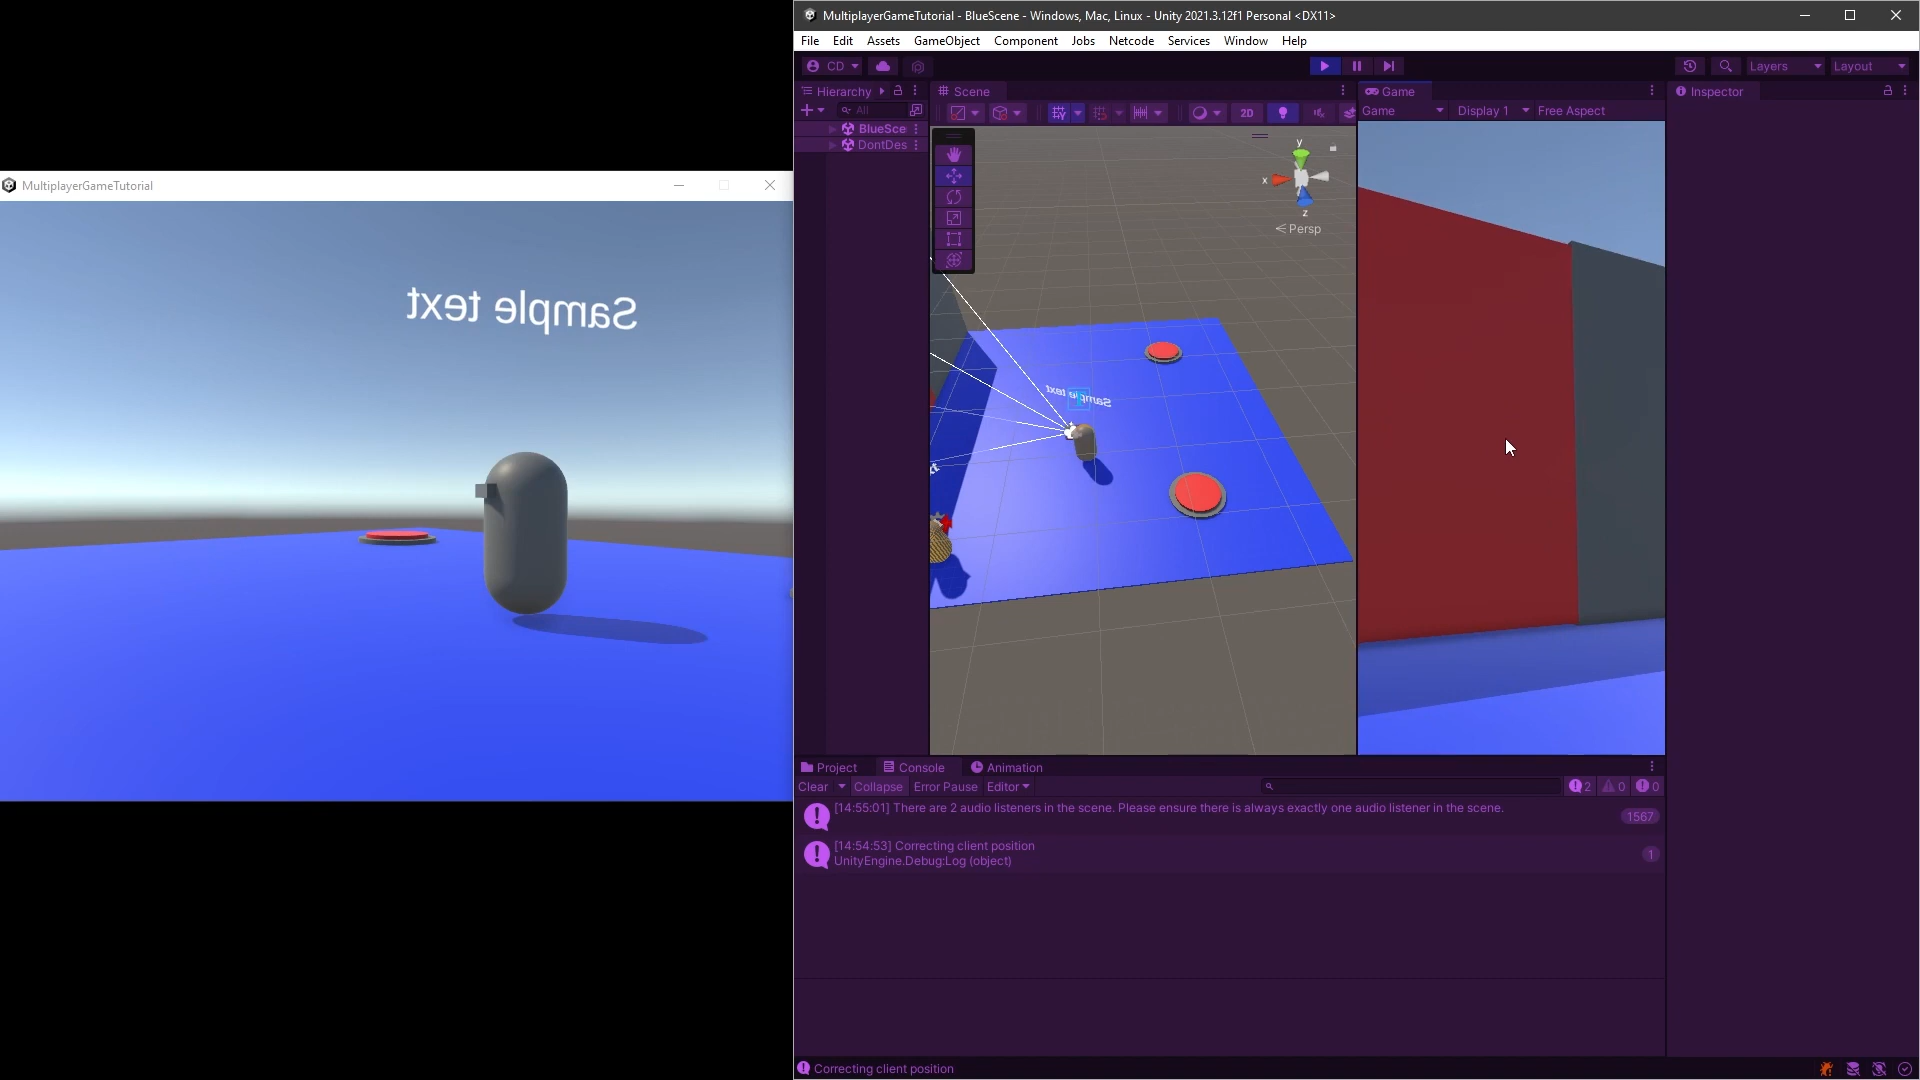 MultiplayerGameTutorial
Sample text
MultiplayerGameTutorial - BlueScene - Windows, Mac, Linux - Unity 2021.3.12f1 Personal <DX11>
File Edit Assets GameObject Component Jobs Netcode Services Window Help
CD Layers Layout
Hierarchy Scene Game Inspector
All 2D Game Display 1 Free Aspect
BlueSce
DontDes
y
x
z
Persp
Sample text
Project Console Animation
Clear Collapse Error Pause Editor 2 0 0
[14:55:01] There are 2 audio listeners in the scene. Please ensure there is always exactly one audio listener in the scene.
1567
[14:54:53] Correcting client position
UnityEngine.Debug:Log (object)
1
Correcting client position